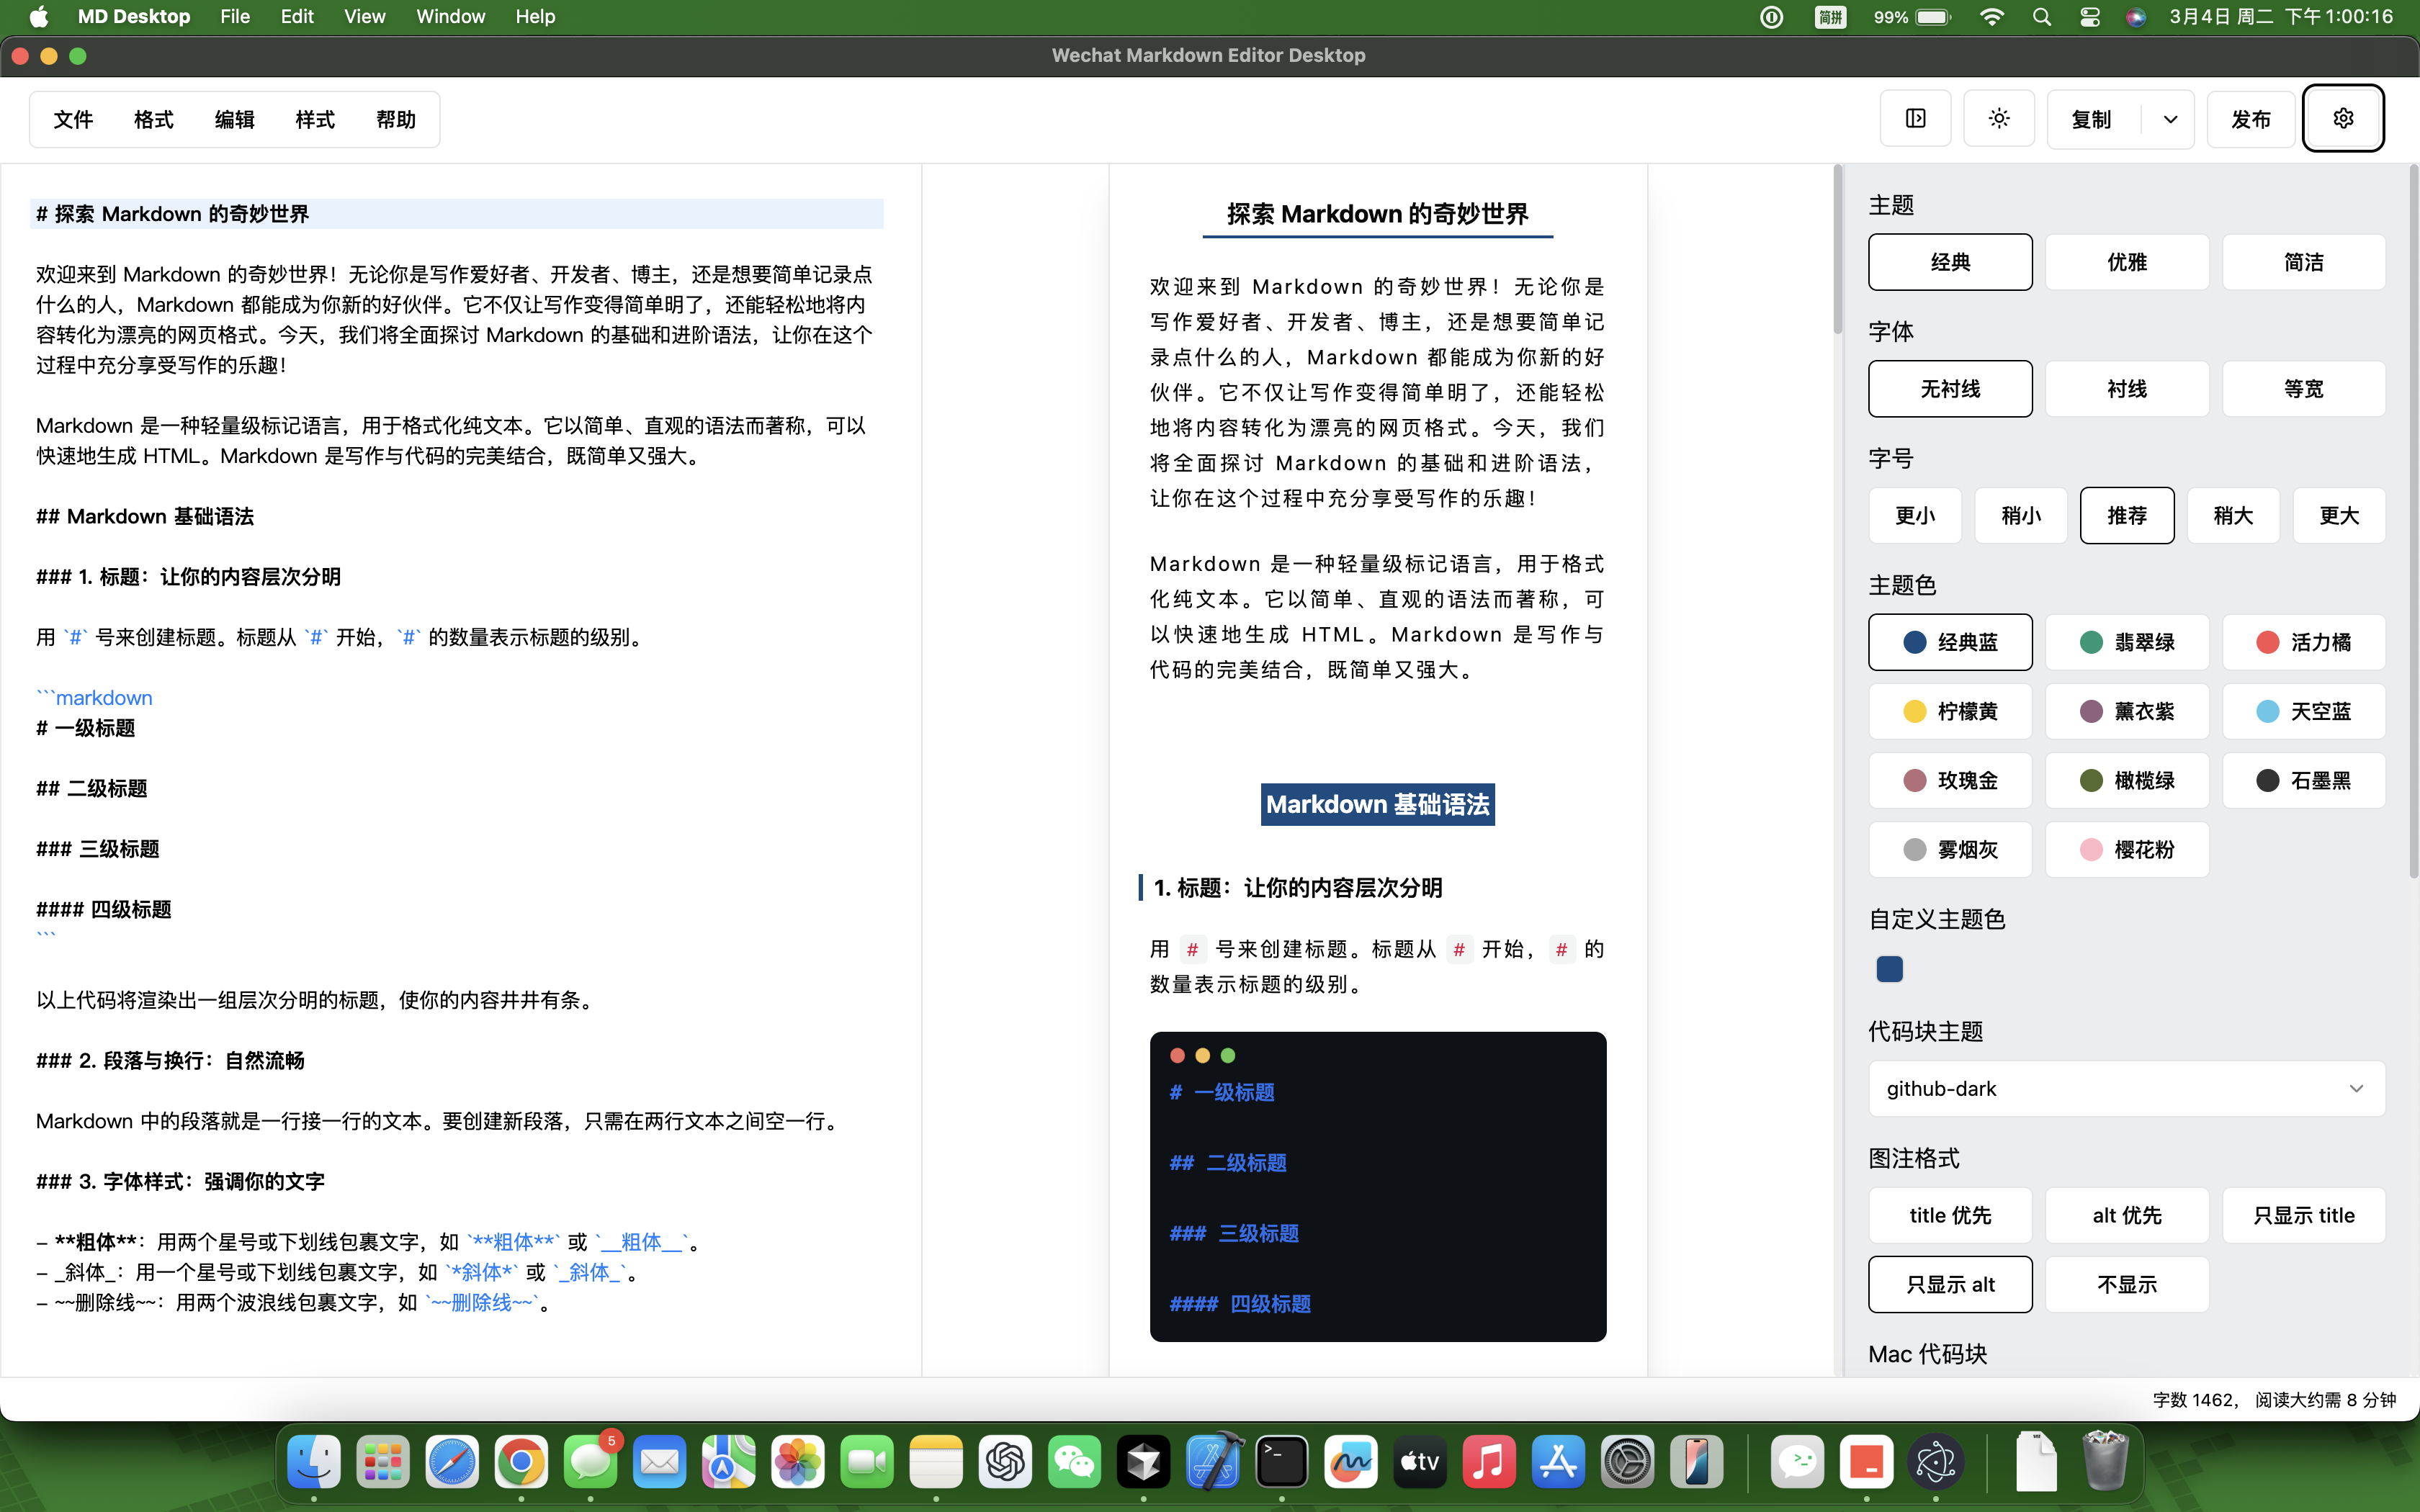 MD Desktop File Edit View Window Help
简拼 99% 3月4日 周二 下午 1:00:16
Wechat Markdown Editor Desktop
文件 格式 编辑 样式 帮助
复制 发布
# 探索 Markdown 的奇妙世界
欢迎来到 Markdown 的奇妙世界！无论你是写作爱好者、开发者、博主，还是想要简单记录点
什么的人，Markdown 都能成为你新的好伙伴。它不仅让写作变得简单明了，还能轻松地将内
容转化为漂亮的网页格式。今天，我们将全面探讨 Markdown 的基础和进阶语法，让你在这个
过程中充分享受写作的乐趣！
Markdown 是一种轻量级标记语言，用于格式化纯文本。它以简单、直观的语法而著称，可以
快速地生成 HTML。Markdown 是写作与代码的完美结合，既简单又强大。
## Markdown 基础语法
### 1. 标题：让你的内容层次分明
用 `#` 号来创建标题。标题从 `#` 开始，`#` 的数量表示标题的级别。
```markdown
# 一级标题
## 二级标题
### 三级标题
#### 四级标题
```
以上代码将渲染出一组层次分明的标题，使你的内容井井有条。
### 2. 段落与换行：自然流畅
Markdown 中的段落就是一行接一行的文本。要创建新段落，只需在两行文本之间空一行。
### 3. 字体样式：强调你的文字
– **粗体**：用两个星号或下划线包裹文字，如 `**粗体**` 或 `__粗体__`。
– _斜体_：用一个星号或下划线包裹文字，如 `*斜体*` 或 `_斜体_`。
– ~~删除线~~：用两个波浪线包裹文字，如 `~~删除线~~`。
探索 Markdown 的奇妙世界
欢迎来到 Markdown 的奇妙世界！无论你是
写作爱好者、开发者、博主，还是想要简单记
录点什么的人，Markdown 都能成为你新的好
伙伴。它不仅让写作变得简单明了，还能轻松
地将内容转化为漂亮的网页格式。今天，我们
将全面探讨 Markdown 的基础和进阶语法，
让你在这个过程中充分享受写作的乐趣！
Markdown 是一种轻量级标记语言，用于格式
化纯文本。它以简单、直观的语法而著称，可
以快速地生成 HTML。Markdown 是写作与
代码的完美结合，既简单又强大。
Markdown 基础语法
1. 标题：让你的内容层次分明
用 # 号来创建标题。标题从 # 开始，# 的
数量表示标题的级别。
# 一级标题
## 二级标题
### 三级标题
#### 四级标题
主题
经典 优雅 简洁
字体
无衬线 衬线 等宽
字号
更小 稍小 推荐 稍大 更大
主题色
经典蓝 翡翠绿 活力橘
柠檬黄 薰衣紫 天空蓝
玫瑰金 橄榄绿 石墨黑
雾烟灰 樱花粉
自定义主题色
代码块主题
github-dark
图注格式
title 优先 alt 优先 只显示 title
只显示 alt 不显示
Mac 代码块
字数 1462， 阅读大约需 8 分钟
5
tv